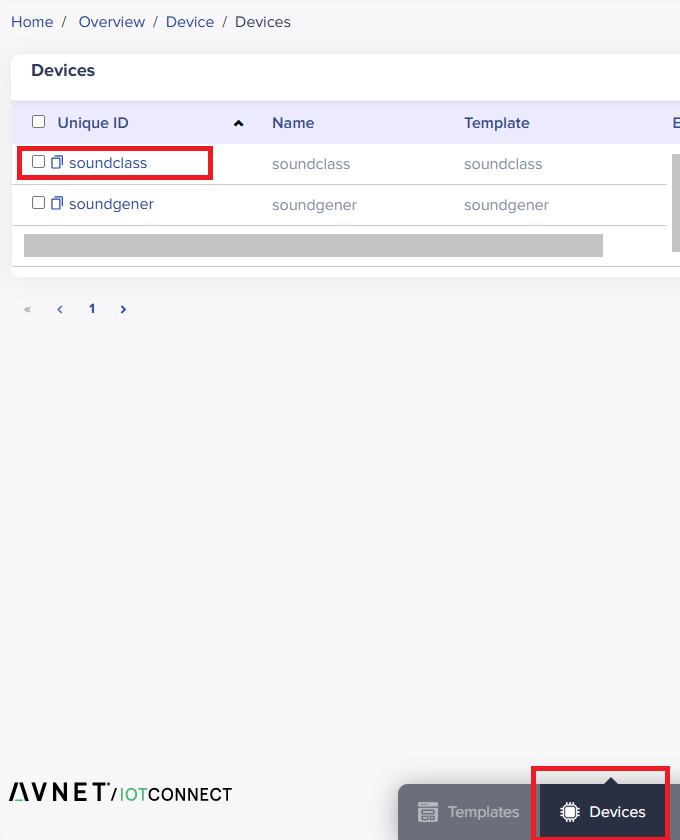 Home / Overview / Device / Devices
Devices
Unique ID Name Template
soundclass soundclass soundclass
soundgener soundgener soundgener
« ‹ 1 ›
AVNET / IOTCONNECT
Templates Devices